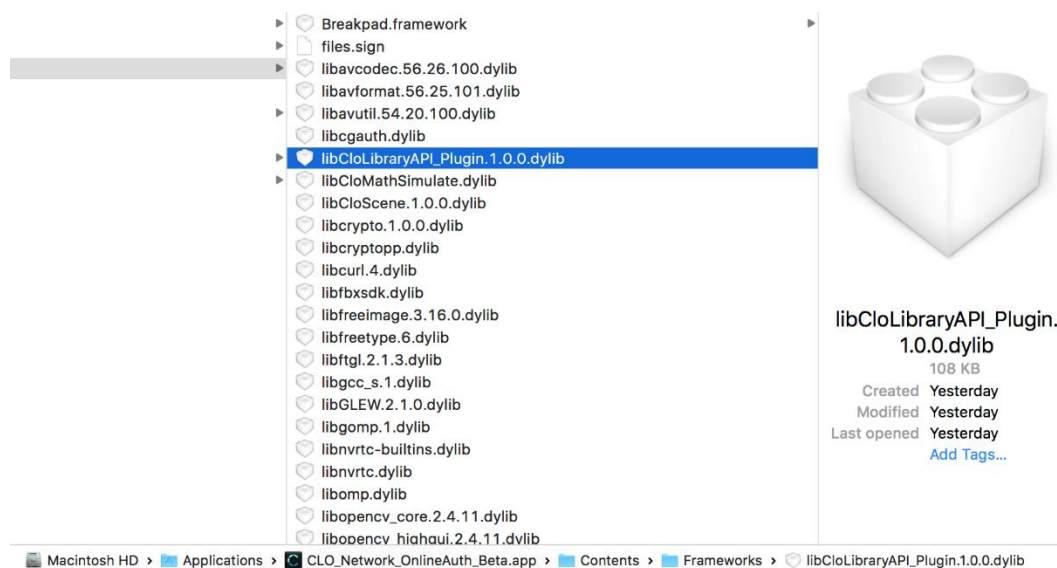 Breakpad.framework
files.sign
libavcodec.56.26.100.dylib
libavformat.56.25.101.dylib
libavutil.54.20.100.dylib
libcgauth.dylib
libCloLibraryAPI_Plugin.1.0.0.dylib
libCloMathSimulate.dylib
libCloScene.1.0.0.dylib
libcrypto.1.0.0.dylib
libcryptopp.dylib
libcurl.4.dylib
libfbxsdk.dylib
libfreeimage.3.16.0.dylib
libfreetype.6.dylib
libftgl.2.1.3.dylib
libgcc_s.1.dylib
libGLEW.2.1.0.dylib
libgomp.1.dylib
libnvrtc-builtins.dylib
libnvrtc.dylib
libomp.dylib
libopencv_core.2.4.11.dylib
libopencv_highgui.2.4.11.dylib
libCloLibraryAPI_Plugin.
1.0.0.dylib
108 KB
Created Yesterday
Modified Yesterday
Last opened Yesterday
Add Tags...
Macintosh HD › Applications › CLO_Network_OnlineAuth_Beta.app › Contents › Frameworks › libCloLibraryAPI_Plugin.1.0.0.dylib